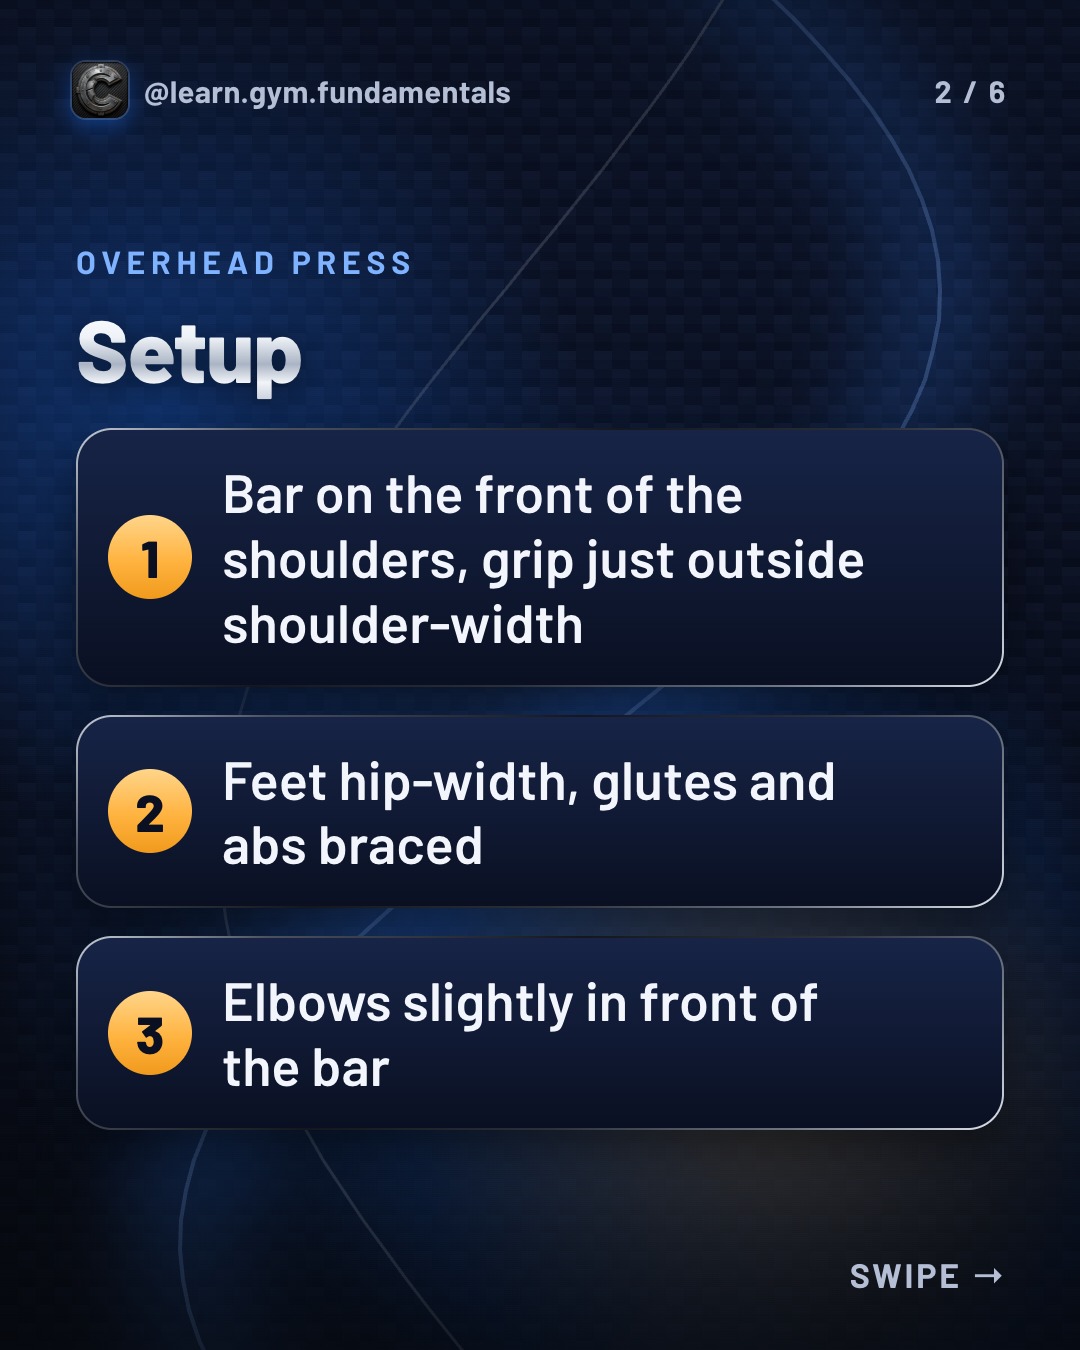 @learn.gym.fundamentals
2 / 6
OVERHEAD PRESS
Setup
1
Bar on the front of the
shoulders, grip just outside
shoulder-width
2
Feet hip-width, glutes and
abs braced
3
Elbows slightly in front of
the bar
SWIPE →